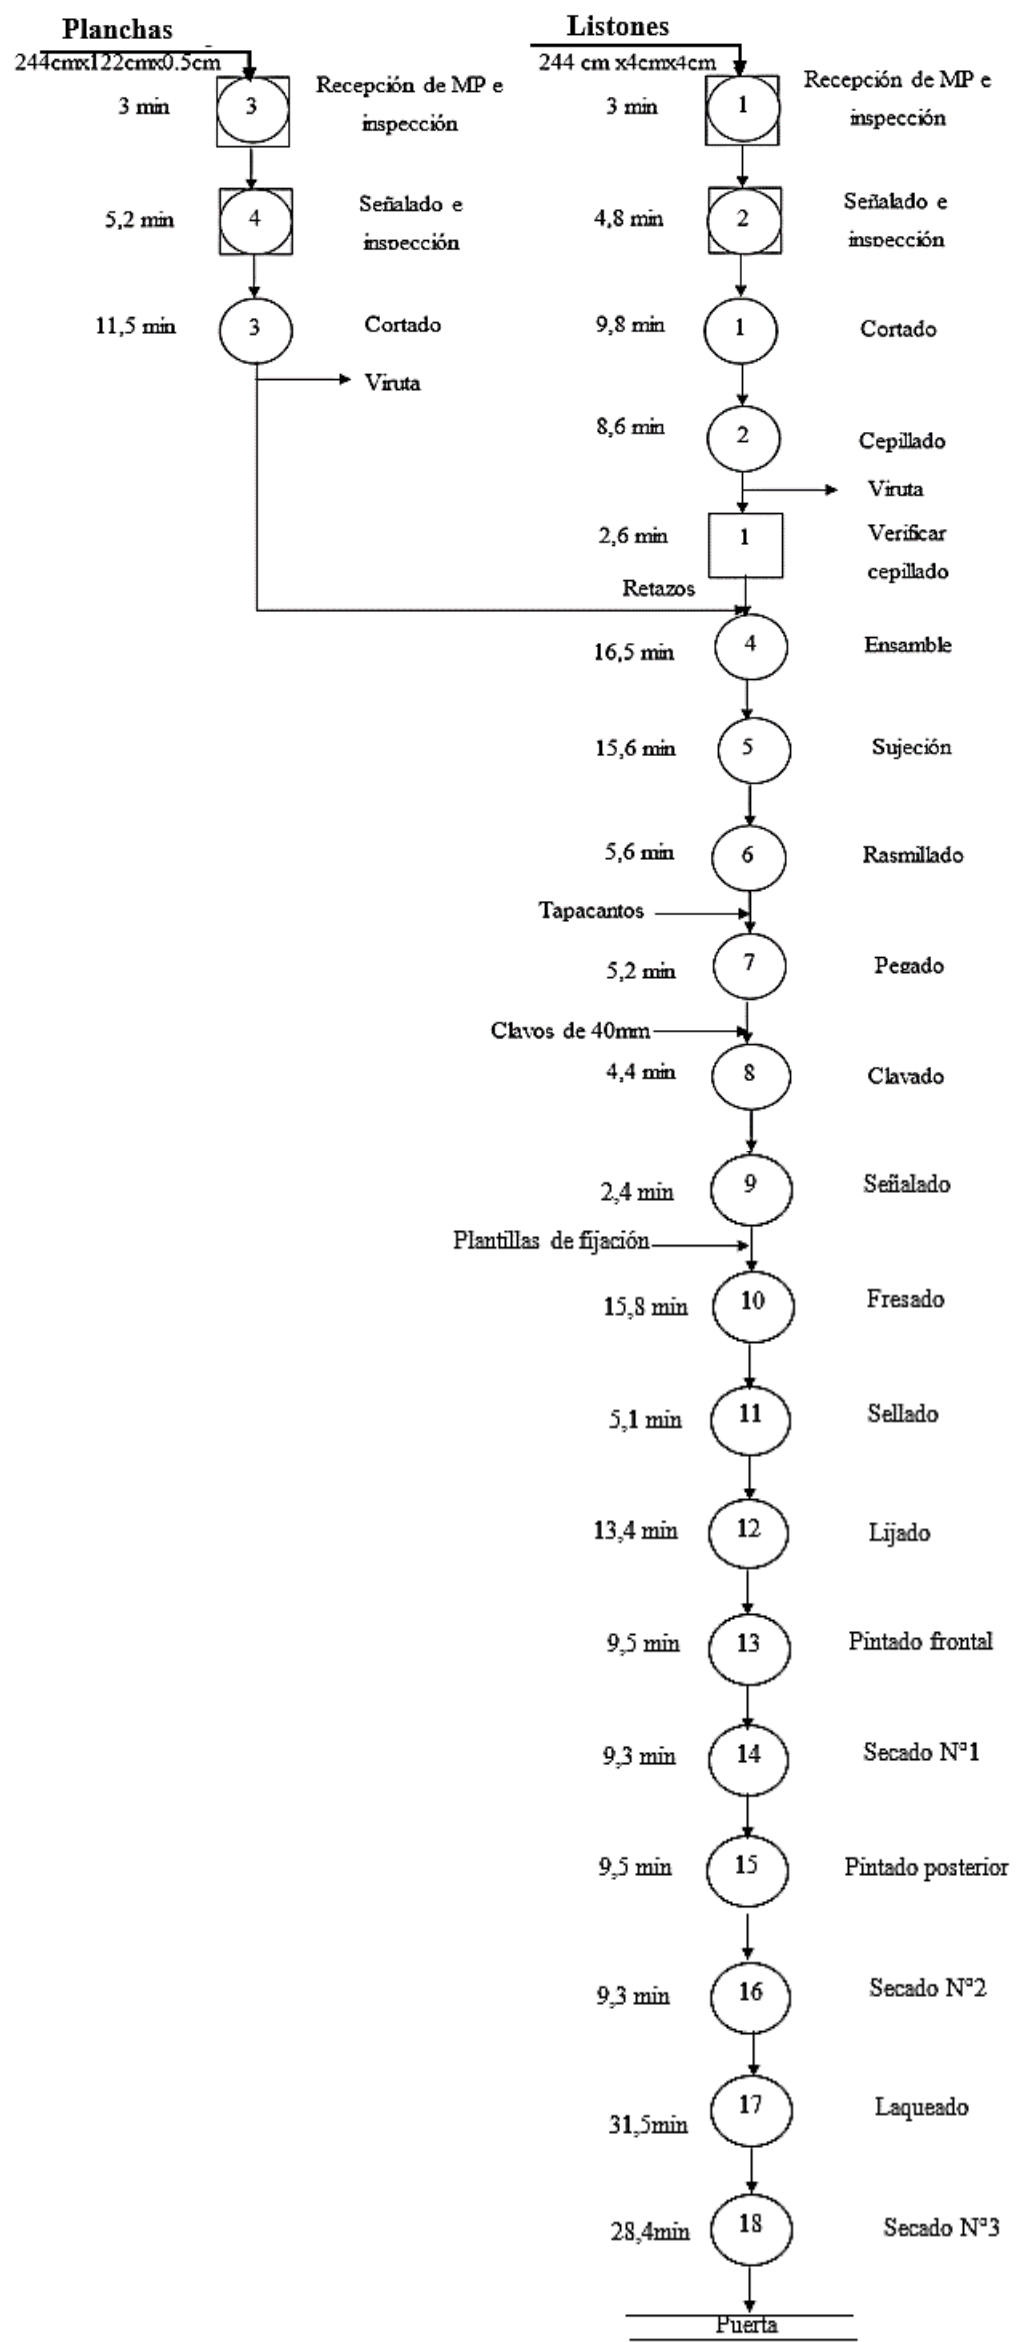 Planchas
244cmx122cmx0.5cm
3 min
3
Recepción de MP e
inspección
5,2 min
4
Señalado e
inspección
11,5 min
3
Cortado
Viruta
Listones
244 cm x4cmx4cm
3 min
1
Recepción de MP e
inspección
4,8 min
2
Señalado e
inspección
9,8 min
1
Cortado
8,6 min
2
Cepillado
Viruta
2,6 min
1
Verificar
cepillado
Retazos
16,5 min
4
Ensamble
15,6 min
5
Sujeción
5,6 min
6
Rasmillado
Tapacantos
5,2 min
7
Pegado
Clavos de 40mm
4,4 min
8
Clavado
2,4 min
9
Señalado
Plantillas de fijación
15,8 min
10
Fresado
5,1 min
11
Sellado
13,4 min
12
Lijado
9,5 min
13
Pintado frontal
9,3 min
14
Secado Nº1
9,5 min
15
Pintado posterior
9,3 min
16
Secado Nº2
31,5min
17
Laqueado
28,4min
18
Secado Nº3
Puerta